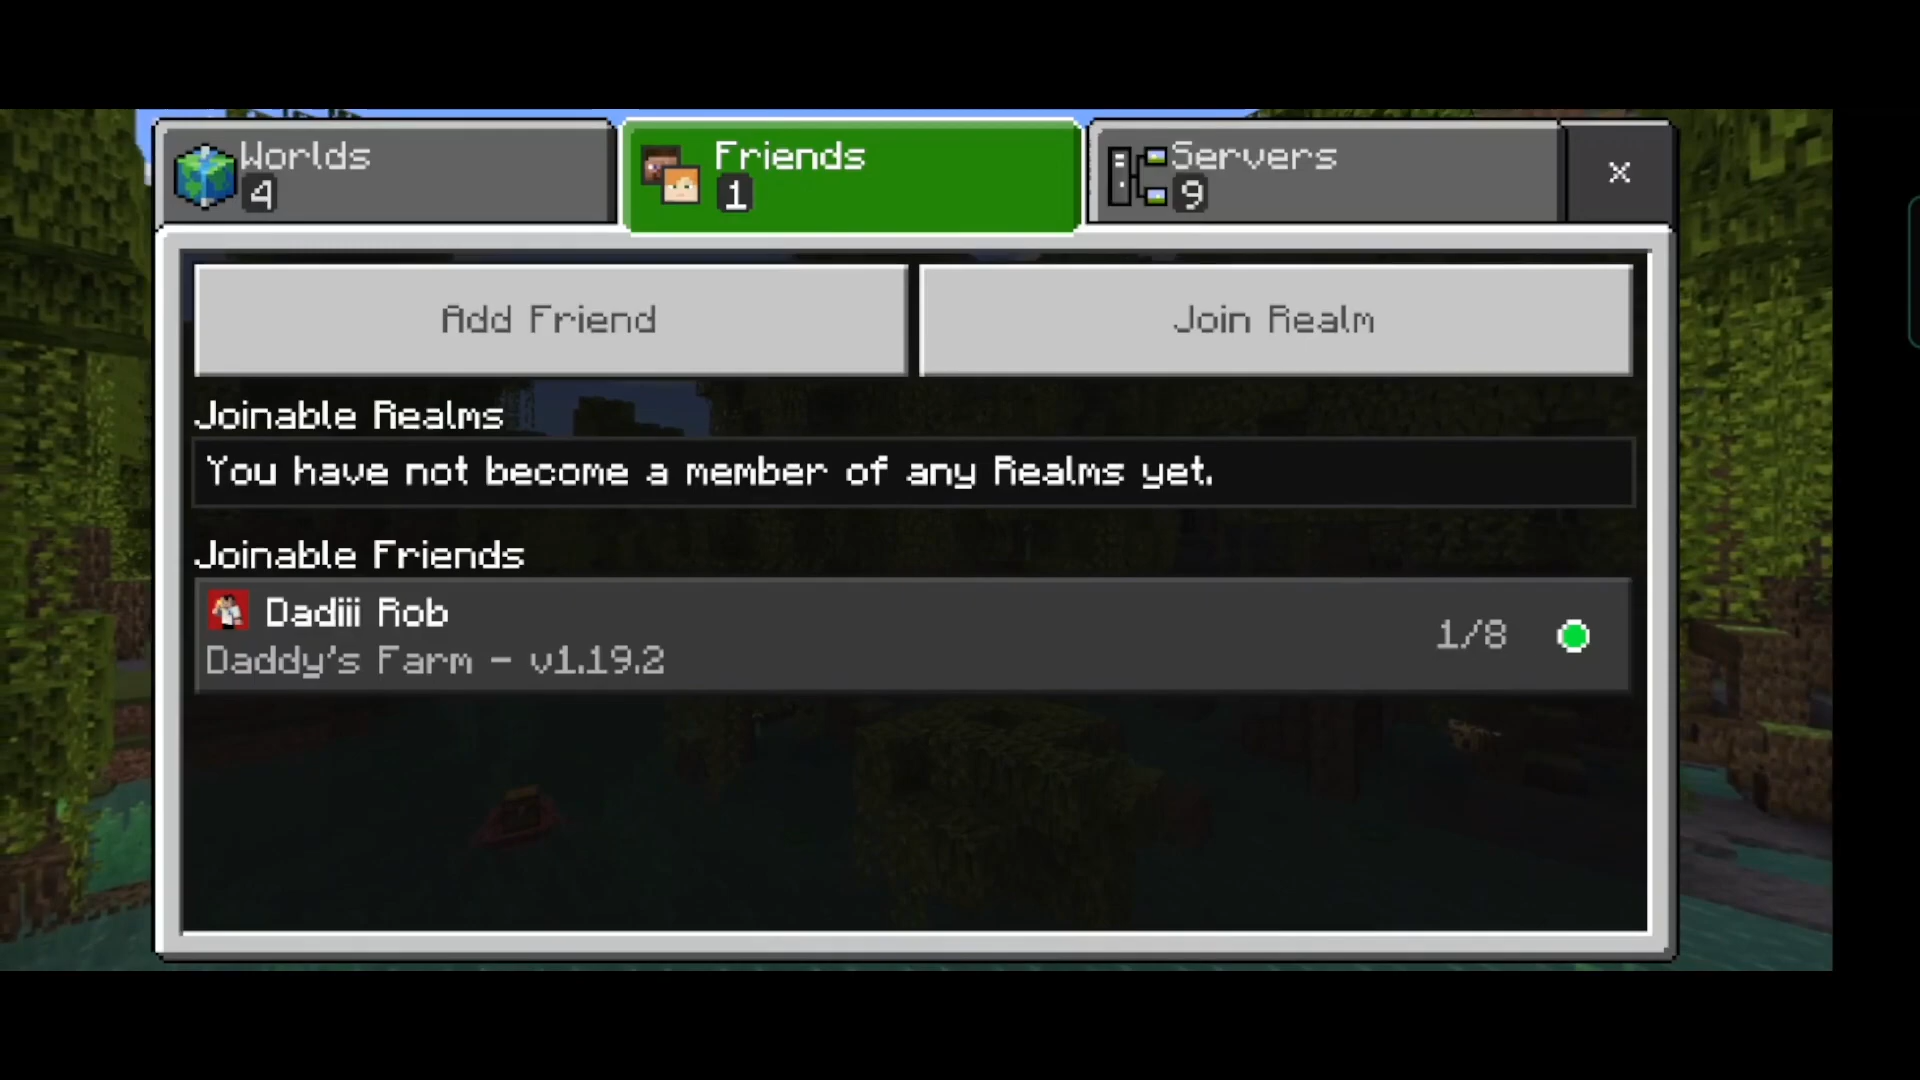 Worlds
4
Friends
1
Servers
9
Add Friend
Join Realm
Joinable Realms
You have not become a member of any Realms yet.
Joinable Friends
Dadiii Rob
Daddy's Farm - v1.19.2
1/8